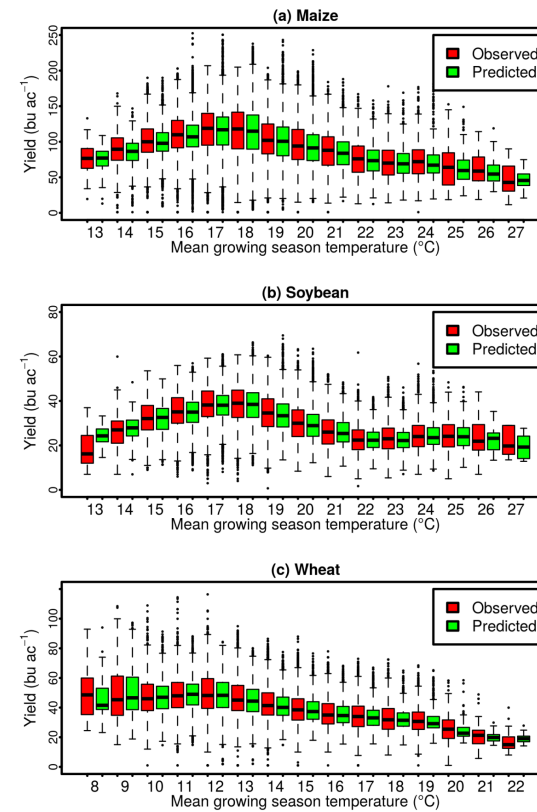 (a) Maize
250
200
150
100
50
0
Yield (bu ac⁻¹)
Observed
Predicted
13 14 15 16 17 18 19 20 21 22 23 24 25 26 27
Mean growing season temperature (°C)
(b) Soybean
80
60
40
20
0
Yield (bu ac⁻¹)
Observed
Predicted
13 14 15 16 17 18 19 20 21 22 23 24 25 26 27
Mean growing season temperature (°C)
(c) Wheat
100
80
60
40
20
0
Yield (bu ac⁻¹)
Observed
Predicted
8 9 10 11 12 13 14 15 16 17 18 19 20 21 22
Mean growing season temperature (°C)